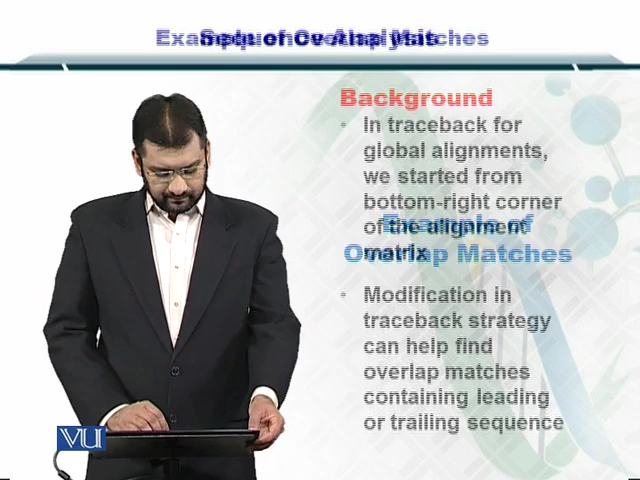 Example of Overlap Matches
Sequence Analysis
Background
• In traceback for
global alignments,
we started from
bottom-right corner
of the alignment
matrix
Example of
Overlap Matches
• Modification in
traceback strategy
can help find
overlap matches
containing leading
or trailing sequence
VU